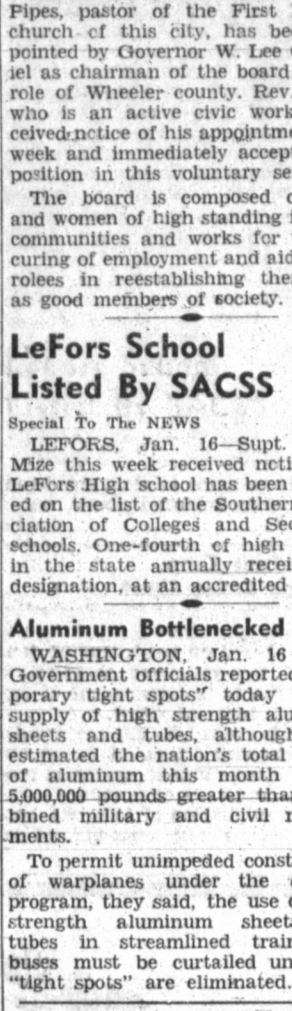 Pipes, pastor of the First
church cf this city, has be
pointed by Governor W. Lee
iel as chairman of the board
role of Wheeler county. Rev.
who is an active civic work
ceived notice of his appointme
week and immediately accept
position in this voluntary se
The board is composed o
and women of high standing i
communities and works for
curing of employment and aid
rolees in reestablishing the
as good members of society.
LeFors School
Listed By SACSS
Special To The NEWS
LEFORS, Jan. 16—Supt.
Mize this week received noti
LeFcrs High school has been
ed on the list of the Southern
ciation of Colleges and Sec
schools. One-fourth cf high
in the state annually recei
designation, at an accredited
Aluminum Bottlenecked
WASHINGTON, Jan. 16
Government officials reported
porary tight spots" today
supply of high strength alu
sheets and tubes, although
estimated the nation's total
of aluminum this month
5,000,000 pounds greater than
bined military and civil r
ments.
To permit unimpeded const
of warplanes under the
program, they said, the use o
strength aluminum sheet
tubes in streamlined train
buses must be curtailed un
"tight spots" are eliminated.